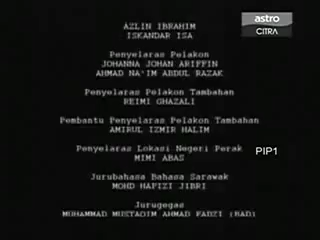 astro
CITRA
AZLIN IBRAHIM
ISKANDAR ISA
Penyelaras Pelakon
JOHANNA JOHAN ARIFFIN
AHMAD NA'IM ABDUL RAZAK
Penyelaras Pelakon Tambahan
REIMI GHAZALI
Pembantu Penyelaras Pelakon Tambahan
AMIRUL IZMIR HALIM
Penyelaras Lokasi Negeri Perak
MIMI ABAS
PIP1
Jurubahasa Bahasa Sarawak
MOHD HAFIZI JIBRI
Jurugegas
MUHAMMAD MUSTAQIM AHMAD FADZI (BAD)